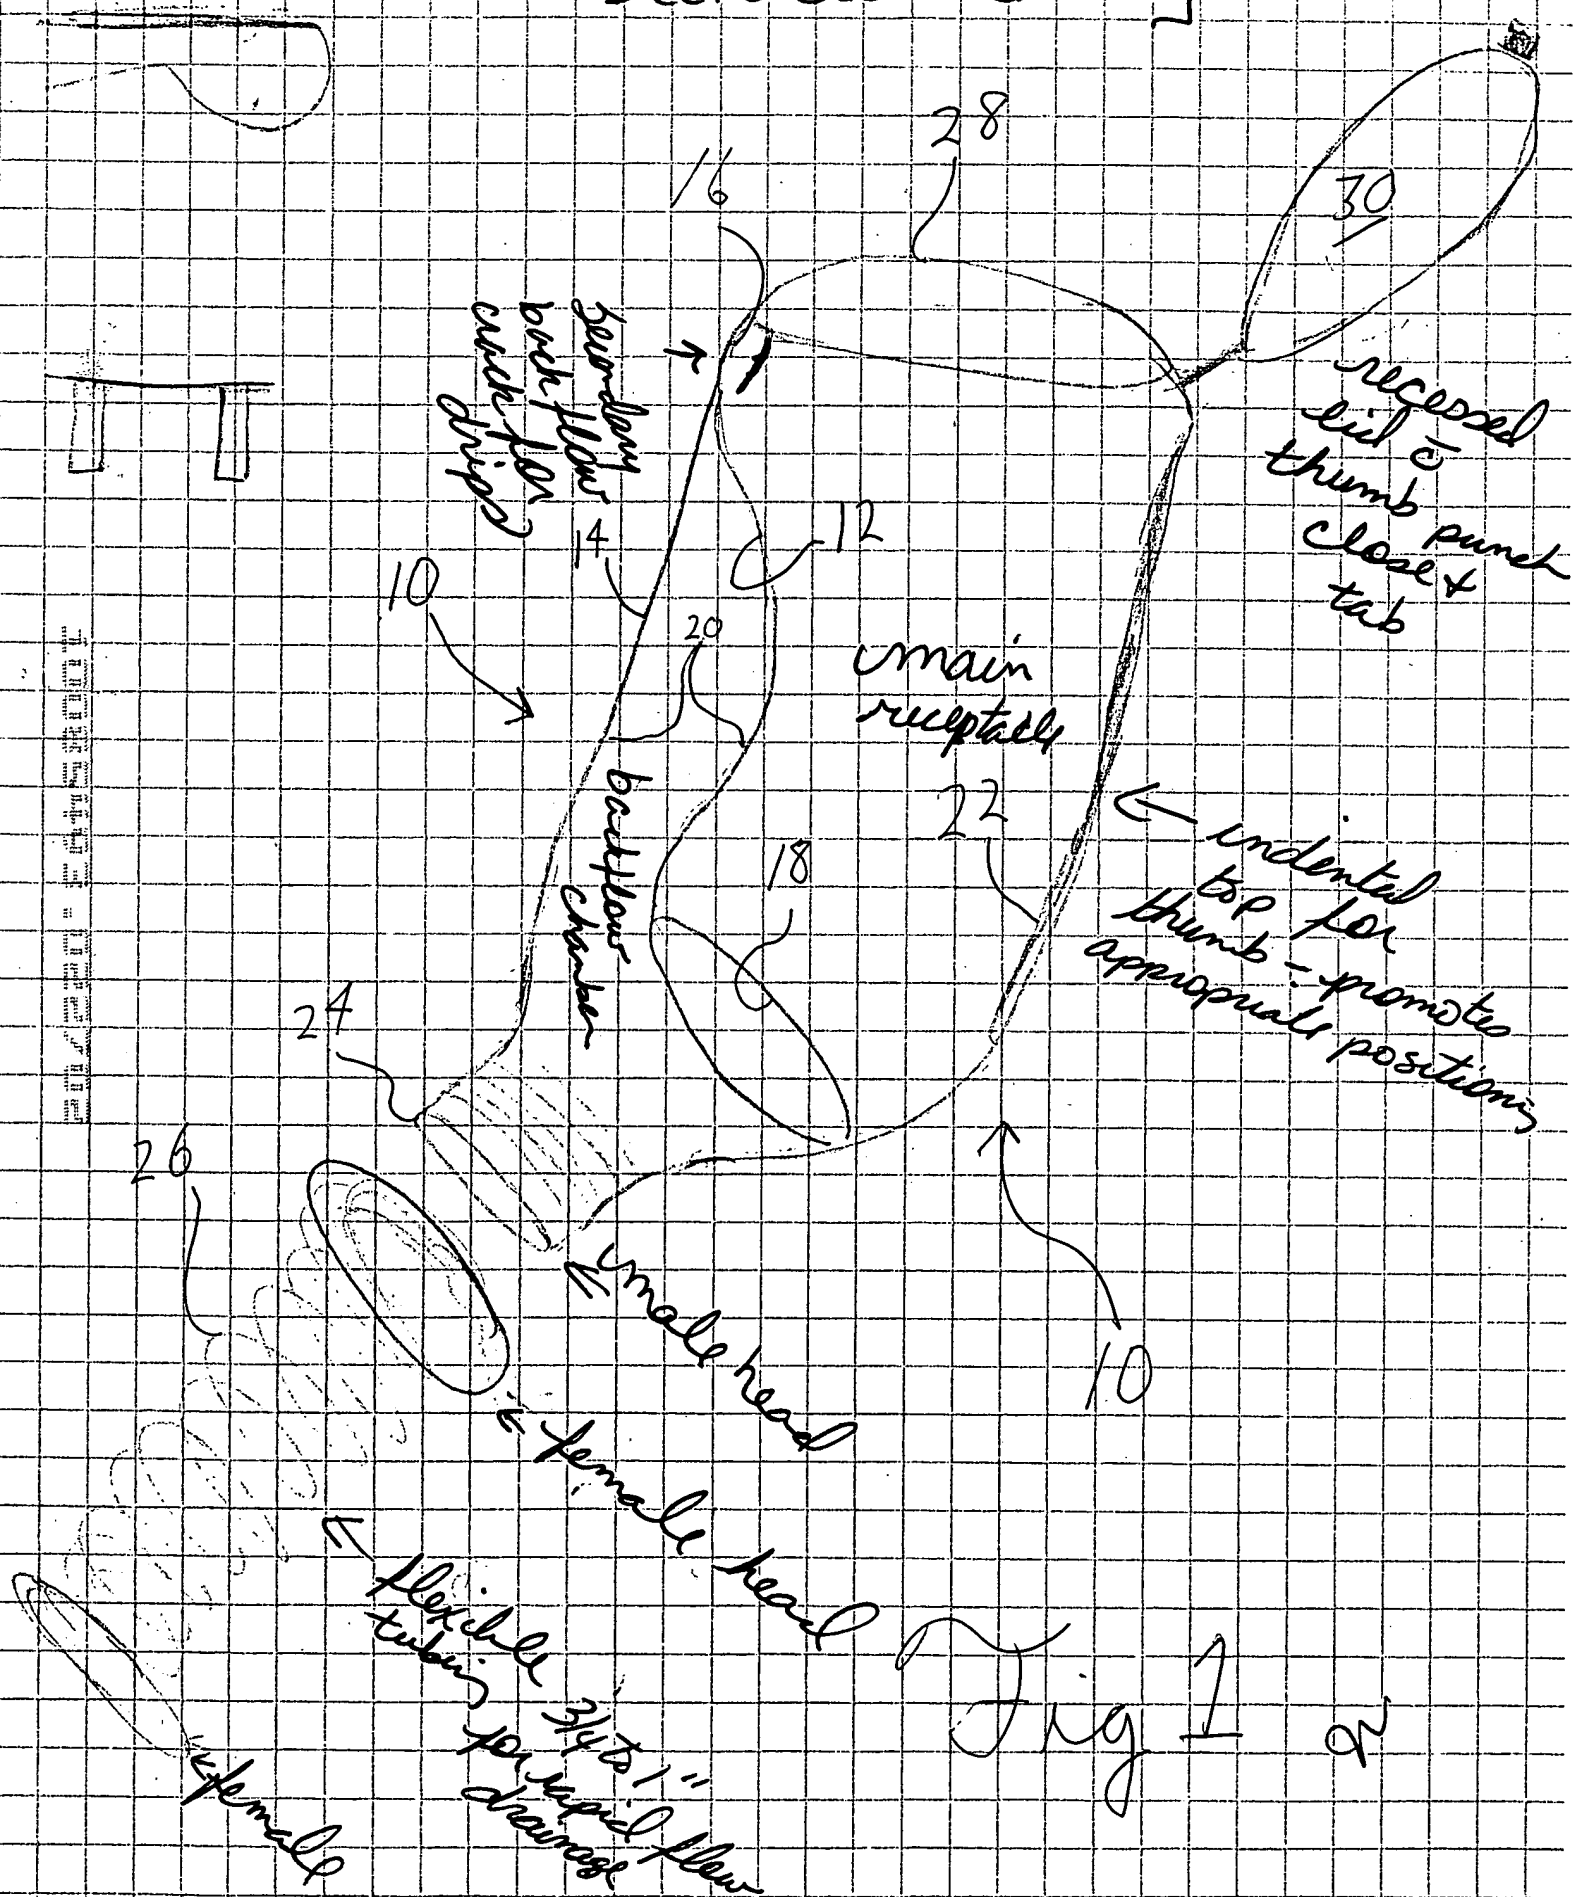 28
16
30
secondary
back flow
crack for
drips
recessed
lid c̄
thumb punch
close &
tab
14
12
10
20
main
receptacle
22
backflow
chamber
18
indented
top for
thumb - promotes
appropriate positioning
24
26
male head
10
female head
flexible 3/4 to 1"
tubing for rapid flow
drainage
female
Fig 1